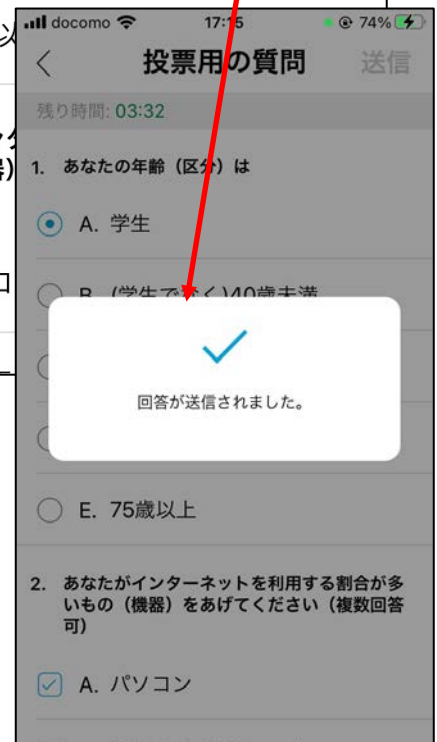 docomo 17:15 74%
投票用の質問 送信
残り時間: 03:32
1. あなたの年齢（区分）は
A. 学生
B. (学生でなく)40歳未満
回答が送信されました。
E. 75歳以上
2. あなたがインターネットを利用する割合が多
いもの（機器）をあげてください（複数回答
可）
A. パソコン